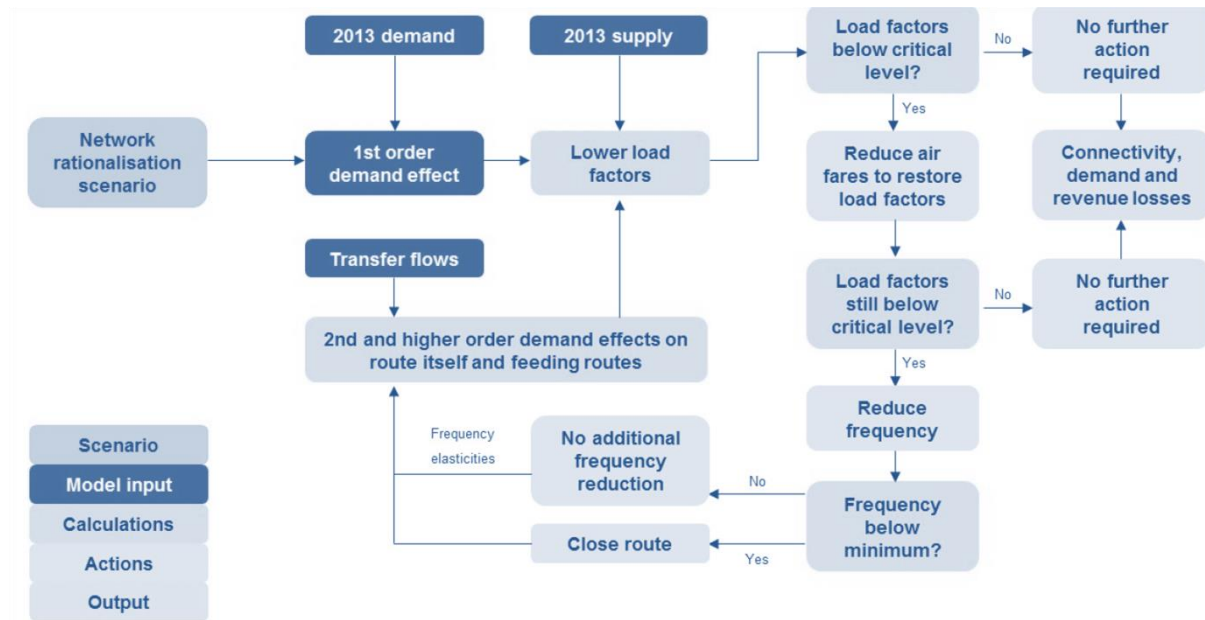 2013 demand
2013 supply
Load factors
below critical
level?
No
No further
action
required
Yes
Network
rationalisation
scenario
1st order
demand effect
Lower load
factors
Reduce air
fares to restore
load factors
Connectivity,
demand and
revenue losses
Transfer flows
Load factors
still below
critical level?
No
No further
action
required
2nd and higher order demand effects on
route itself and feeding routes
Yes
Reduce
frequency
Frequency
elasticities
No additional
frequency
reduction
No
Frequency
below
minimum?
Close route
Yes
Scenario
Model input
Calculations
Actions
Output